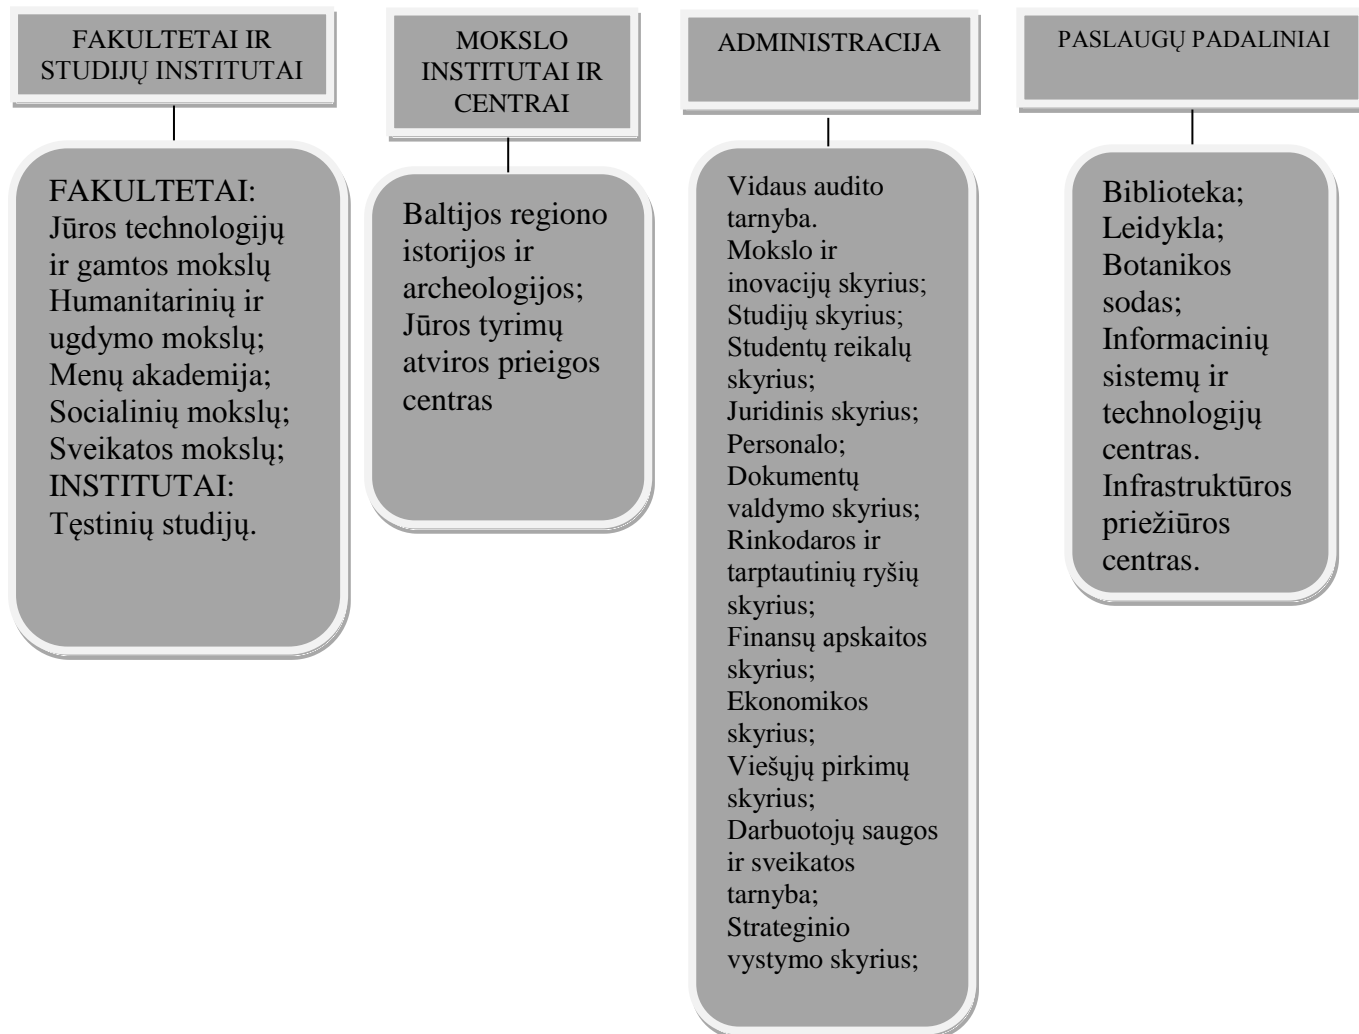 FAKULTETAI IR
STUDIJŲ INSTITUTAI
FAKULTETAI:
Jūros technologijų
ir gamtos mokslų
Humanitarinių ir
ugdymo mokslų;
Menų akademija;
Socialinių mokslų;
Sveikatos mokslų;
INSTITUTAI:
Tęstinių studijų.
MOKSLO
INSTITUTAI IR
CENTRAI
Baltijos regiono
istorijos ir
archeologijos;
Jūros tyrimų
atviros prieigos
centras
ADMINISTRACIJA
Vidaus audito
tarnyba.
Mokslo ir
inovacijų skyrius;
Studijų skyrius;
Studentų reikalų
skyrius;
Juridinis skyrius;
Personalo;
Dokumentų
valdymo skyrius;
Rinkodaros ir
tarptautinių ryšių
skyrius;
Finansų apskaitos
skyrius;
Ekonomikos
skyrius;
Viešųjų pirkimų
skyrius;
Darbuotojų saugos
ir sveikatos
tarnyba;
Strateginio
vystymo skyrius;
PASLAUGŲ PADALINIAI
Biblioteka;
Leidykla;
Botanikos
sodas;
Informacinių
sistemų ir
technologijų
centras.
Infrastruktūros
priežiūros
centras.